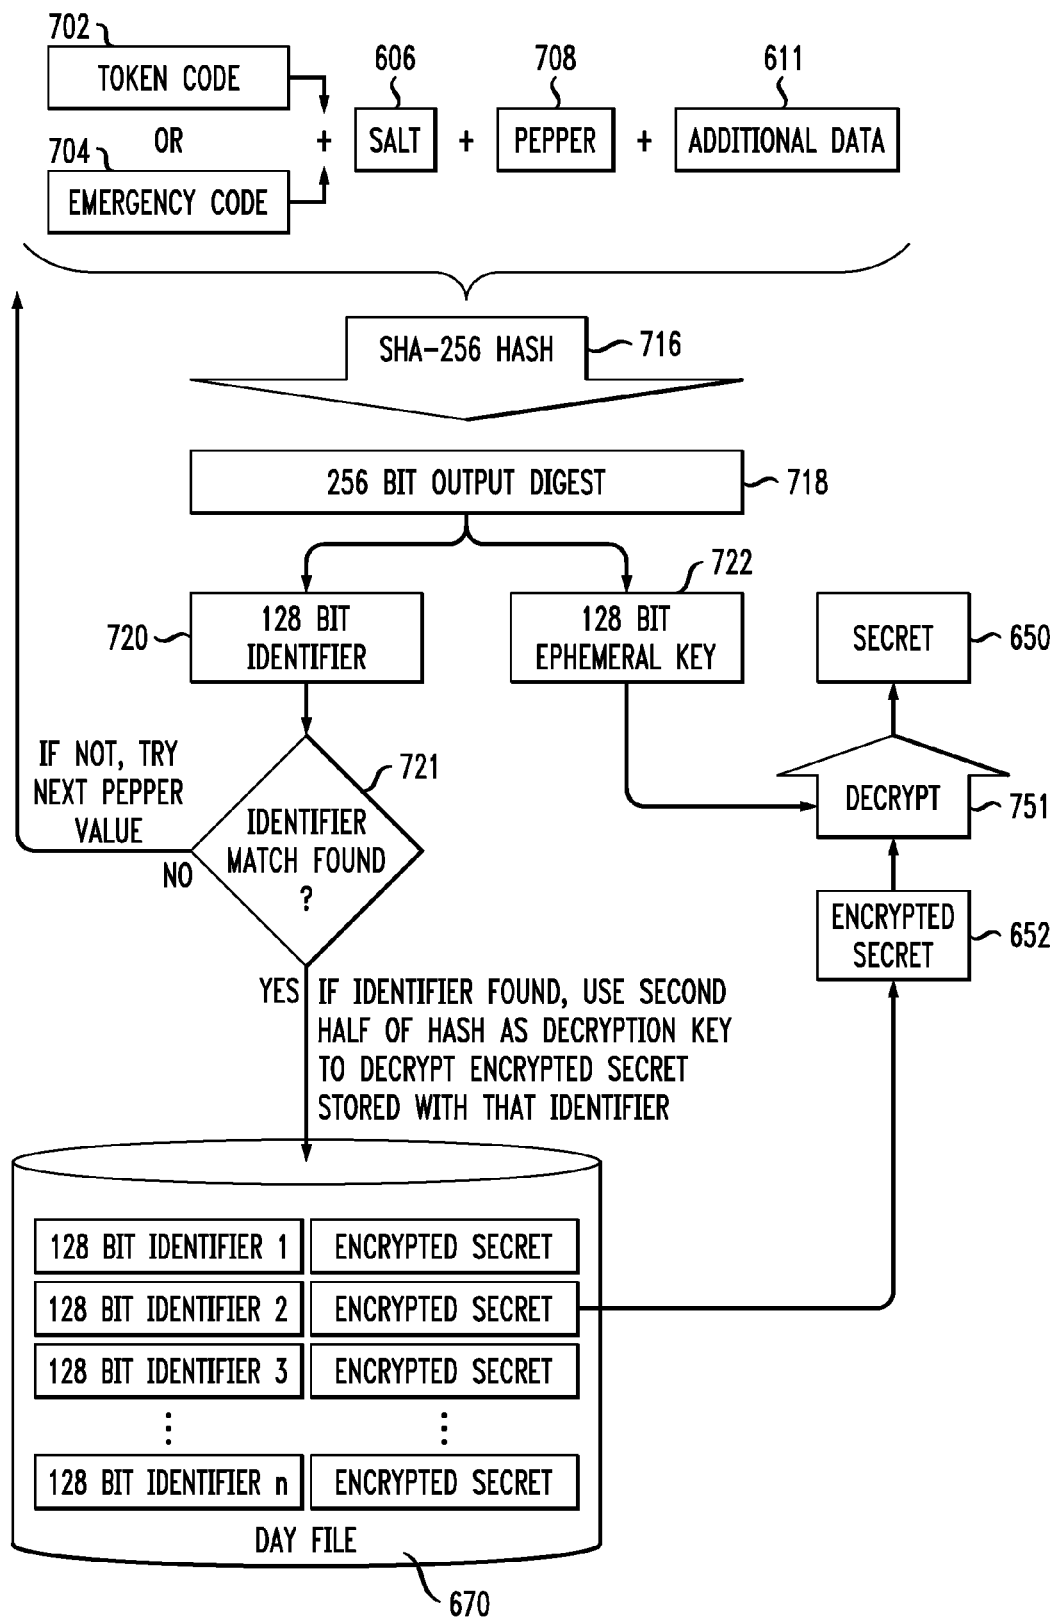 702
TOKEN CODE
OR
704
EMERGENCY CODE
+
606
SALT
+
708
PEPPER
+
611
ADDITIONAL DATA
SHA-256 HASH
716
256 BIT OUTPUT DIGEST
718
720
128 BIT
IDENTIFIER
722
128 BIT
EPHEMERAL KEY
SECRET
650
IF NOT, TRY
NEXT PEPPER
VALUE
NO
721
IDENTIFIER
MATCH FOUND
?
DECRYPT
751
ENCRYPTED
SECRET
652
YES
IF IDENTIFIER FOUND, USE SECOND
HALF OF HASH AS DECRYPTION KEY
TO DECRYPT ENCRYPTED SECRET
STORED WITH THAT IDENTIFIER
128 BIT IDENTIFIER 1 ENCRYPTED SECRET
128 BIT IDENTIFIER 2 ENCRYPTED SECRET
128 BIT IDENTIFIER 3 ENCRYPTED SECRET
⋮ ⋮
128 BIT IDENTIFIER n ENCRYPTED SECRET
DAY FILE
670